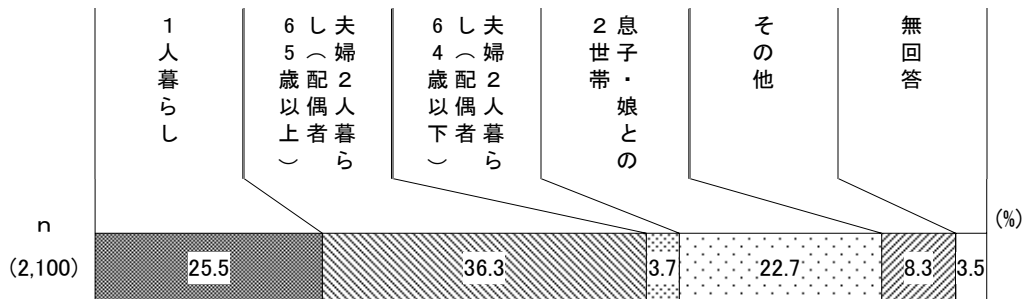 1人暮らし
夫婦2人暮ら
し（配偶者
65歳以上）
夫婦2人暮ら
し（配偶者
64歳以下）
息子・娘との
2世帯
その他
無回答
(%)
n
(2,100)
25.5
36.3
3.7
22.7
8.3
3.5